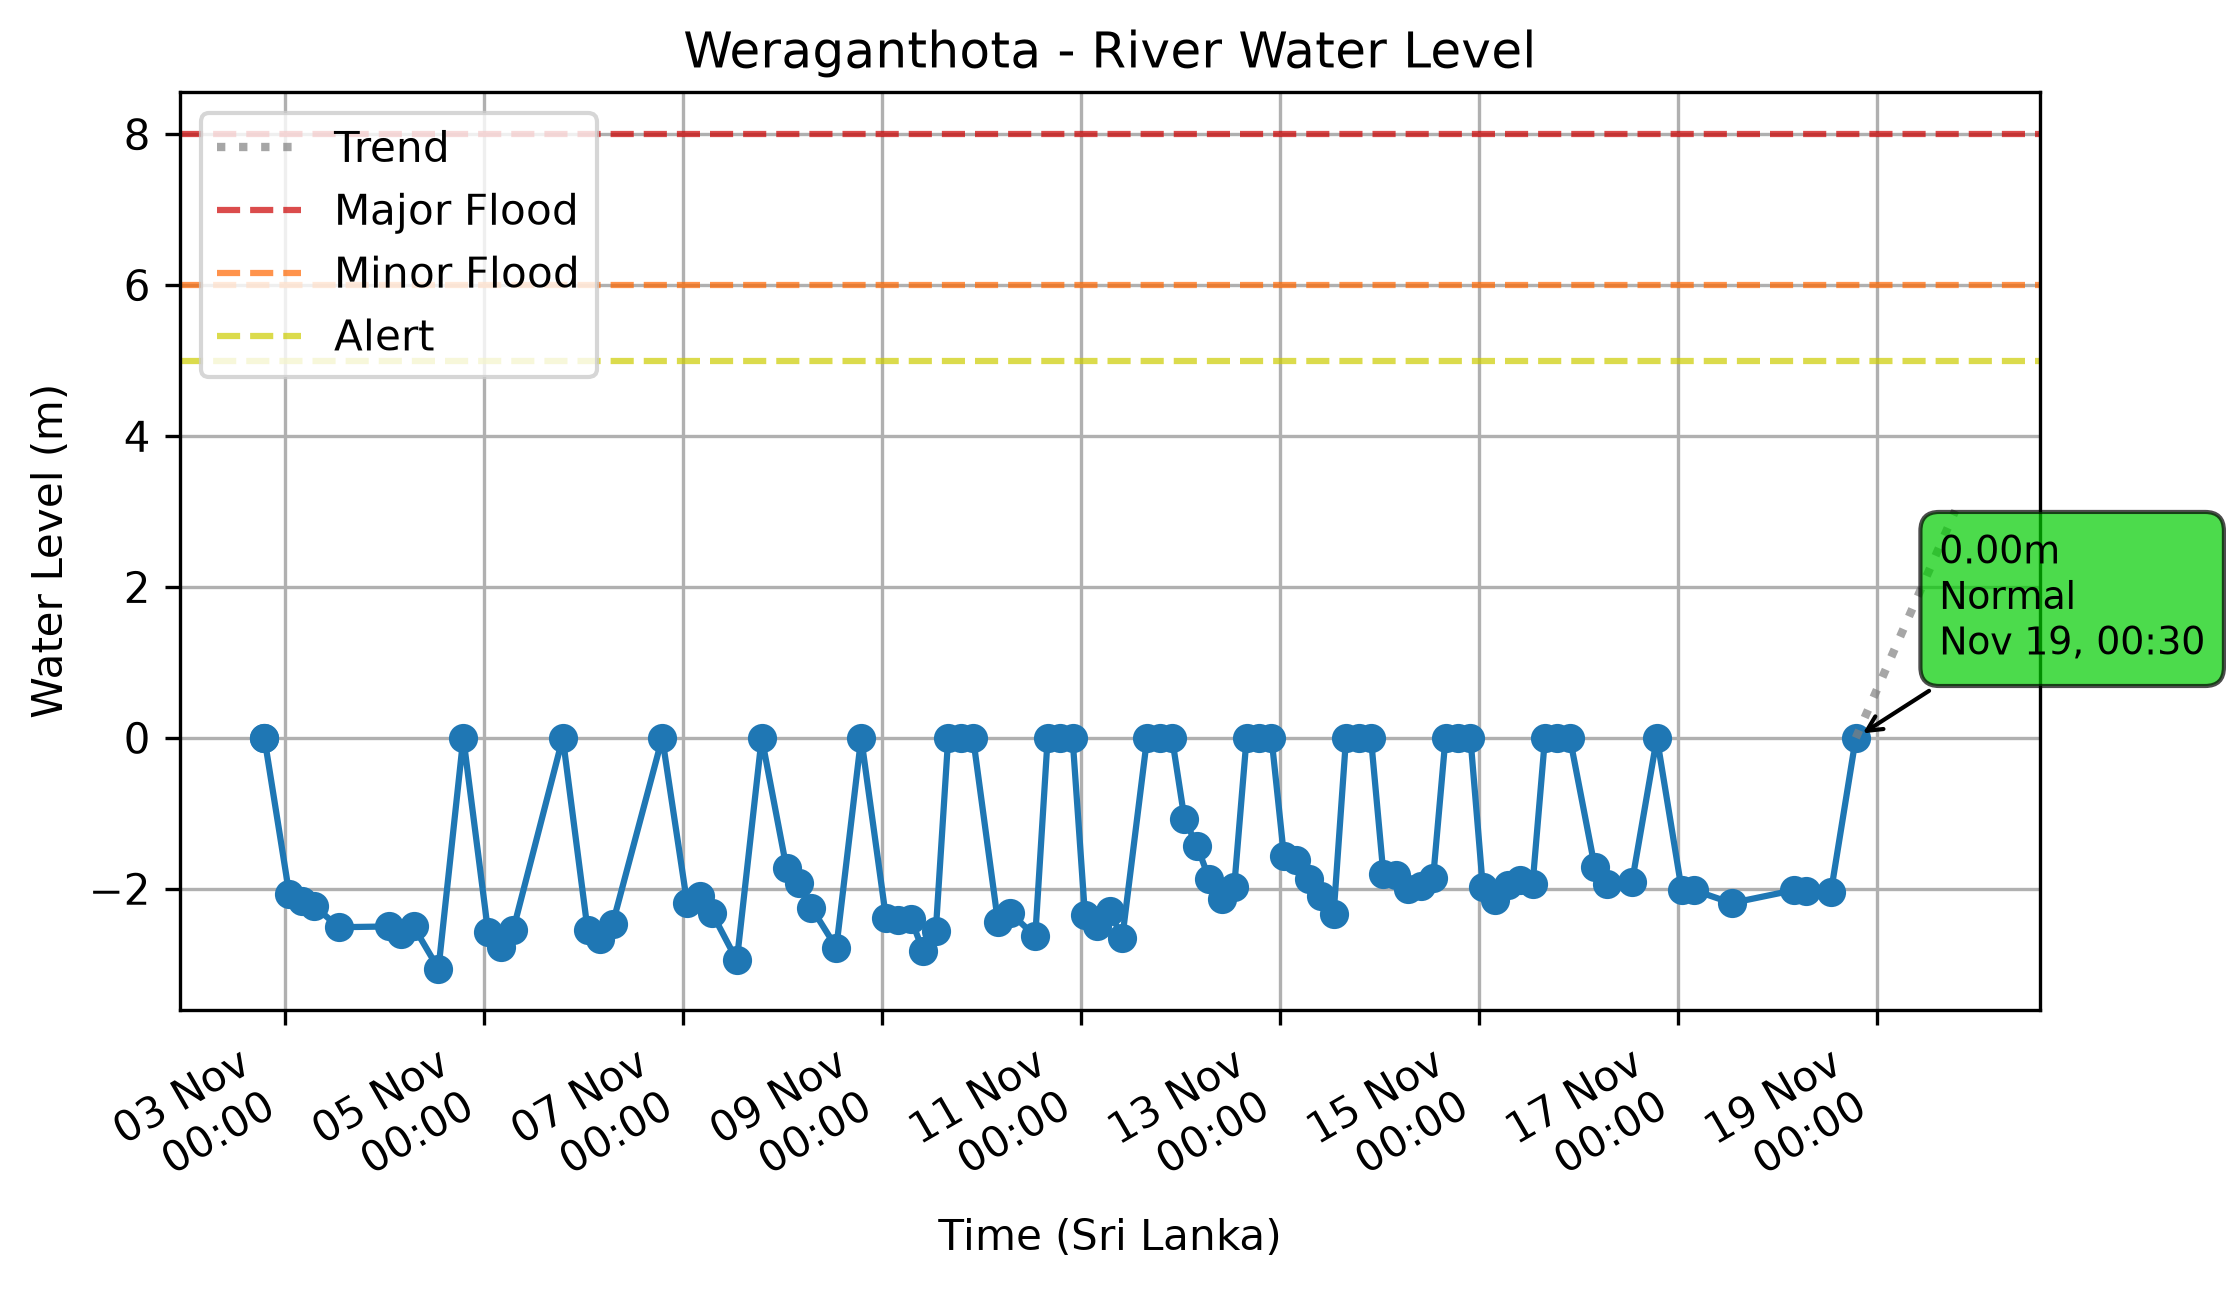 Weraganthota - River Water Level
Trend
Major Flood
Minor Flood
Alert
8
6
4
2
0
−2
Water Level (m)
0.00m
Normal
Nov 19, 00:30
03 Nov
00:00
05 Nov
00:00
07 Nov
00:00
09 Nov
00:00
11 Nov
00:00
13 Nov
00:00
15 Nov
00:00
17 Nov
00:00
19 Nov
00:00
Time (Sri Lanka)